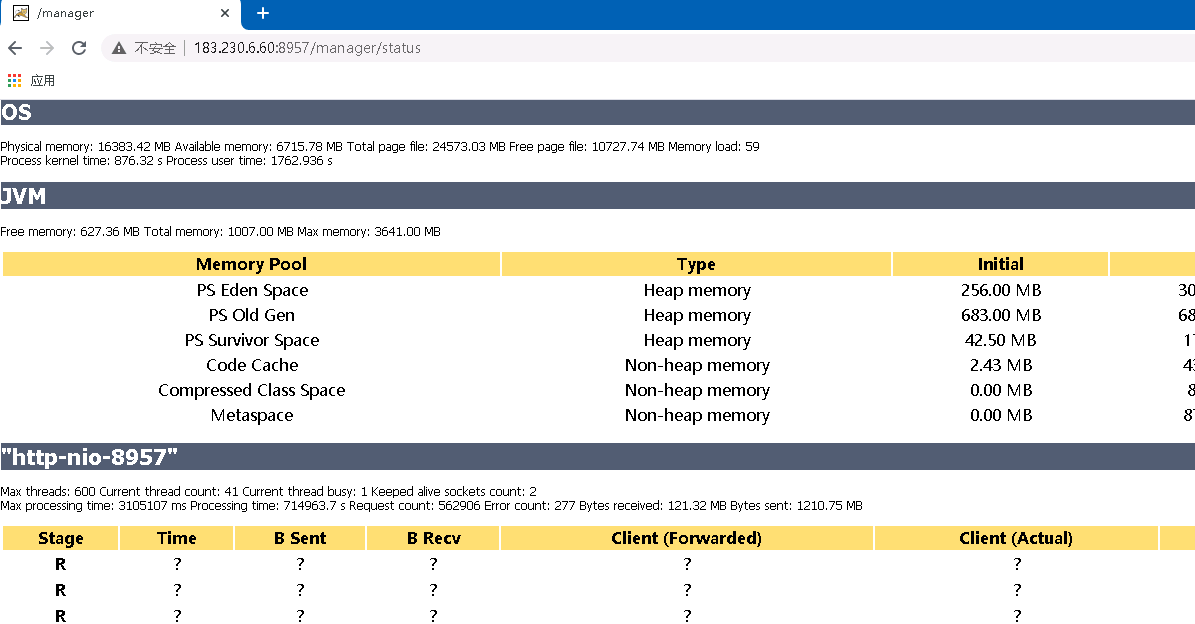 /manager
不安全 183.230.6.60:8957/manager/status
应用
OS
Physical memory: 16383.42 MB Available memory: 6715.78 MB Total page file: 24573.03 MB Free page file: 10727.74 MB Memory load: 59
Process kernel time: 876.32 s Process user time: 1762.936 s
JVM
Free memory: 627.36 MB Total memory: 1007.00 MB Max memory: 3641.00 MB
Memory Pool Type Initial
PS Eden Space Heap memory 256.00 MB 30
PS Old Gen Heap memory 683.00 MB 68
PS Survivor Space Heap memory 42.50 MB 1
Code Cache Non-heap memory 2.43 MB 43
Compressed Class Space Non-heap memory 0.00 MB 8
Metaspace Non-heap memory 0.00 MB 87
"http-nio-8957"
Max threads: 600 Current thread count: 41 Current thread busy: 1 Keeped alive sockets count: 2
Max processing time: 3105107 ms Processing time: 714963.7 s Request count: 562906 Error count: 277 Bytes received: 121.32 MB Bytes sent: 1210.75 MB
Stage Time B Sent B Recv Client (Forwarded) Client (Actual)
R ? ? ? ? ?
R ? ? ? ? ?
R ? ? ? ? ?